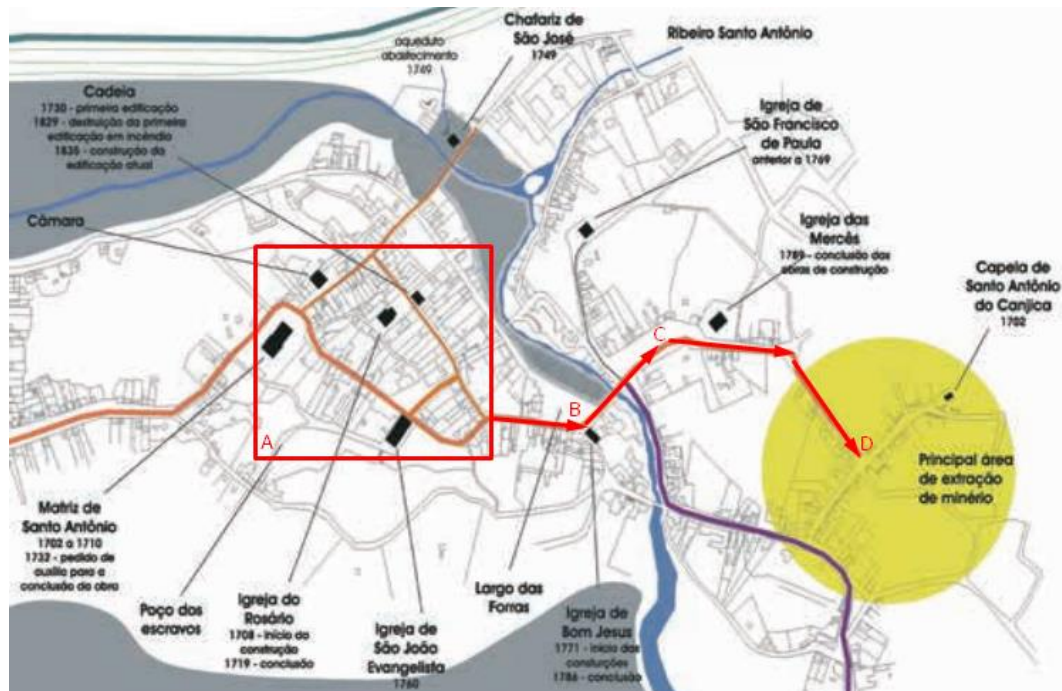 Chafariz de
São José
1749
Ribeiro Santo Antônio
aqueduto
abastecimento
1749
Cadeia
1730 - primeira edificação
1829 - destruição da primeira
edificação em incêndio
1835 - construção da
edificação atual
Igreja de
São Francisco
de Paula
anterior a 1769
Câmara
Igreja das
Mercês
1789 - conclusão das
obras de construção
Capela de
Santo Antônio
do Canjica
1702
C
B
A
D
Principal área
de extração
de minério
Matriz de
Santo Antônio
1702 a 1710
1732 - pedido de
auxílio para a
conclusão da obra
Poço dos
escravos
Igreja do
Rosário
1708 - início da
construção
1719 - conclusão
Igreja de
São João
Evangelista
1760
Largo das
Forras
Igreja de
Bom Jesus
1771 - início das
1786 - conclusão